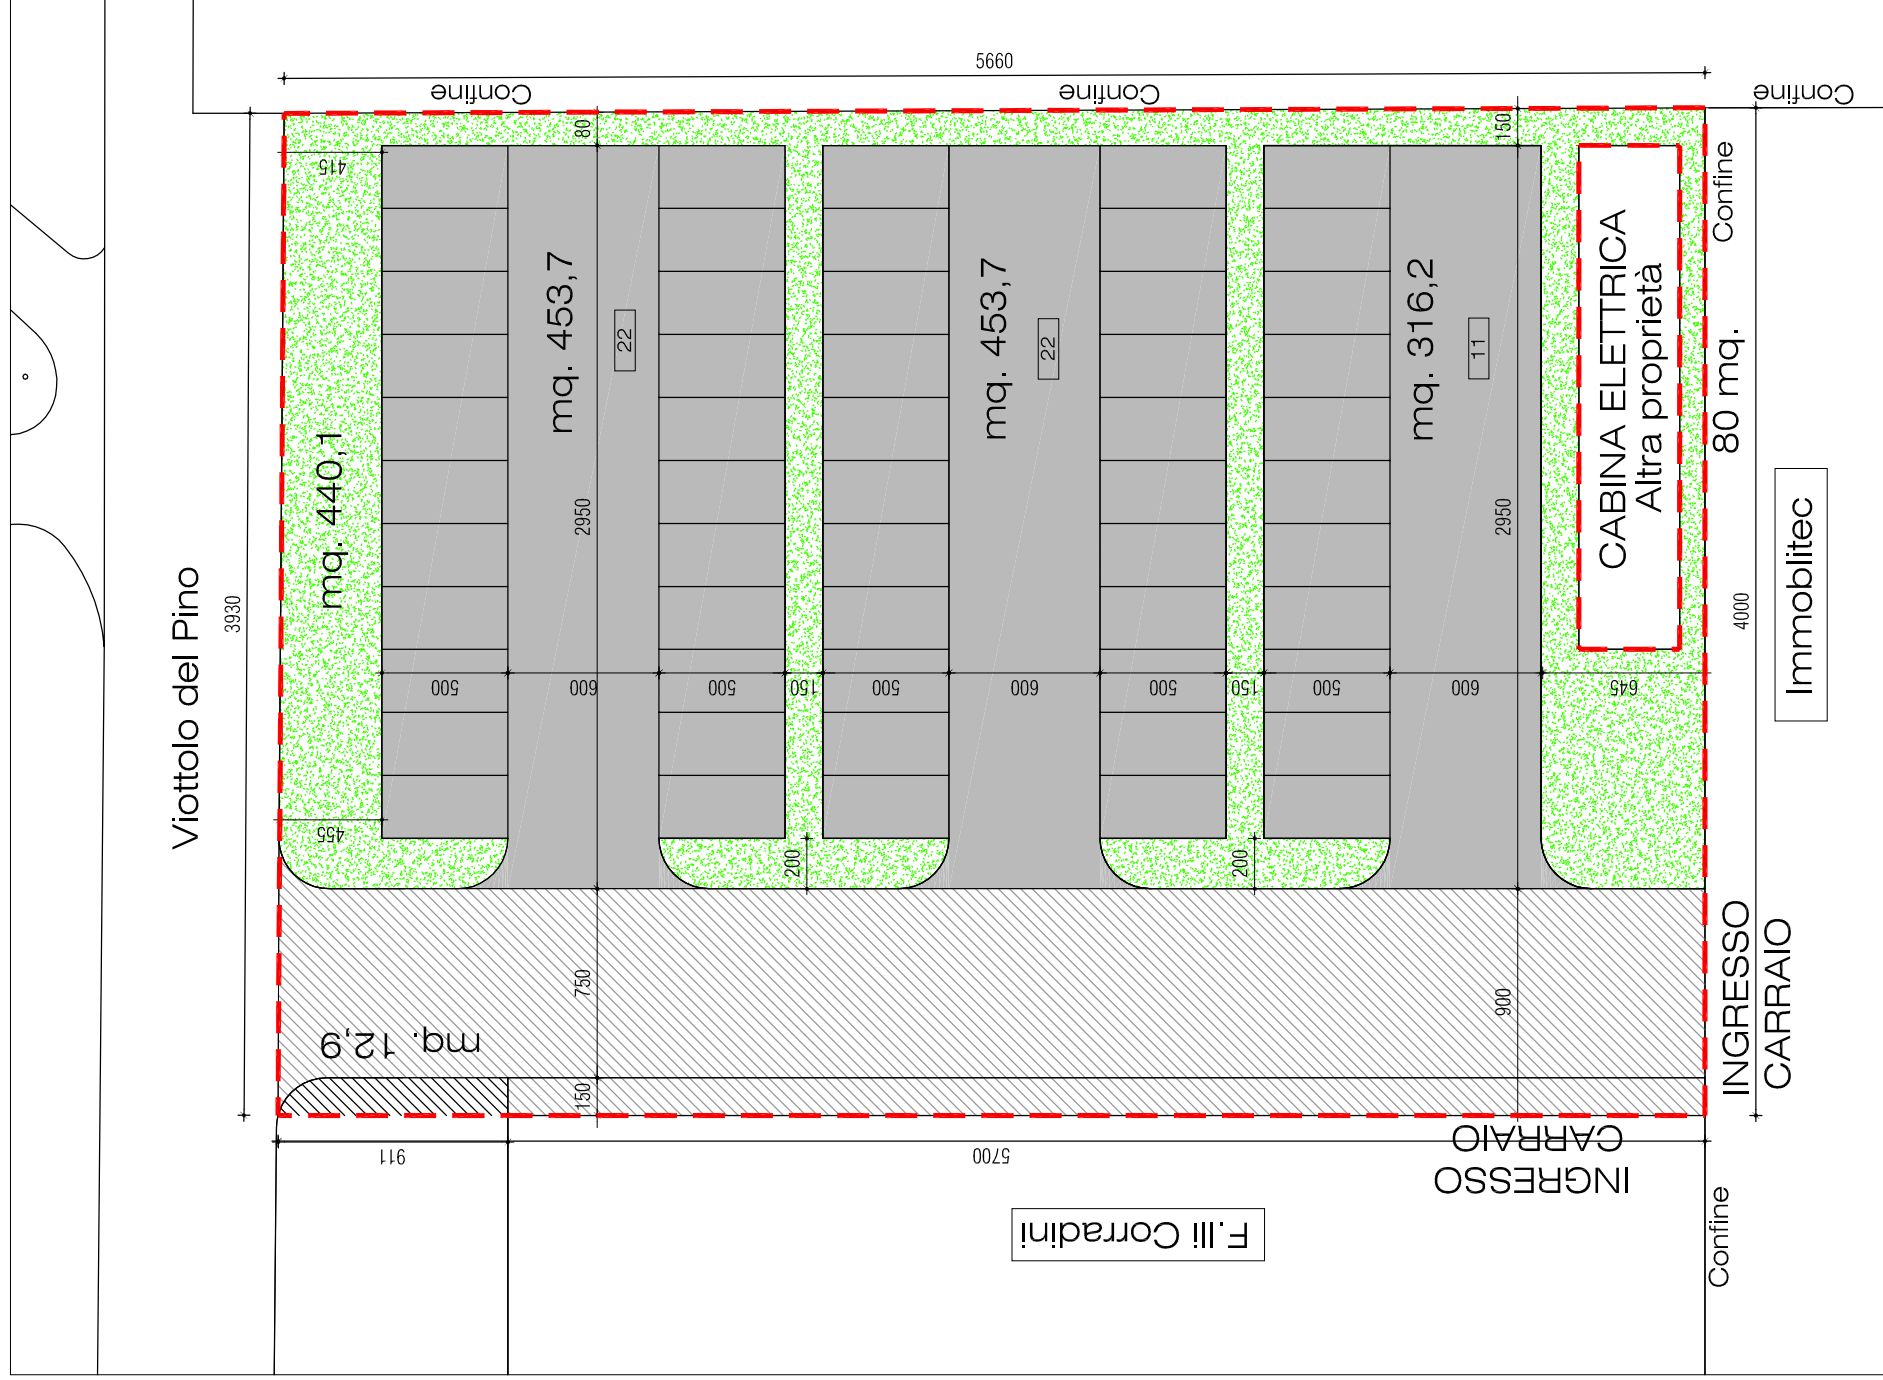 5660
Confine
Confine
Confine
80
150
415
Confine
mq. 453,7
22
mq. 453,7
22
mq. 316,2
11
CABINA ELETTRICA
Altra proprietà
80 mq.
mq. 440,1
Viottolo del Pino
3930
2950
2950
4000
Immobiltec
500
600
500
150
500
600
500
150
500
600
645
455
200
200
750
900
INGRESSO
CARRAIO
mq. 12,9
150
911
5700
INGRESSO
CARRAIO
F.lli Corradini
Confine